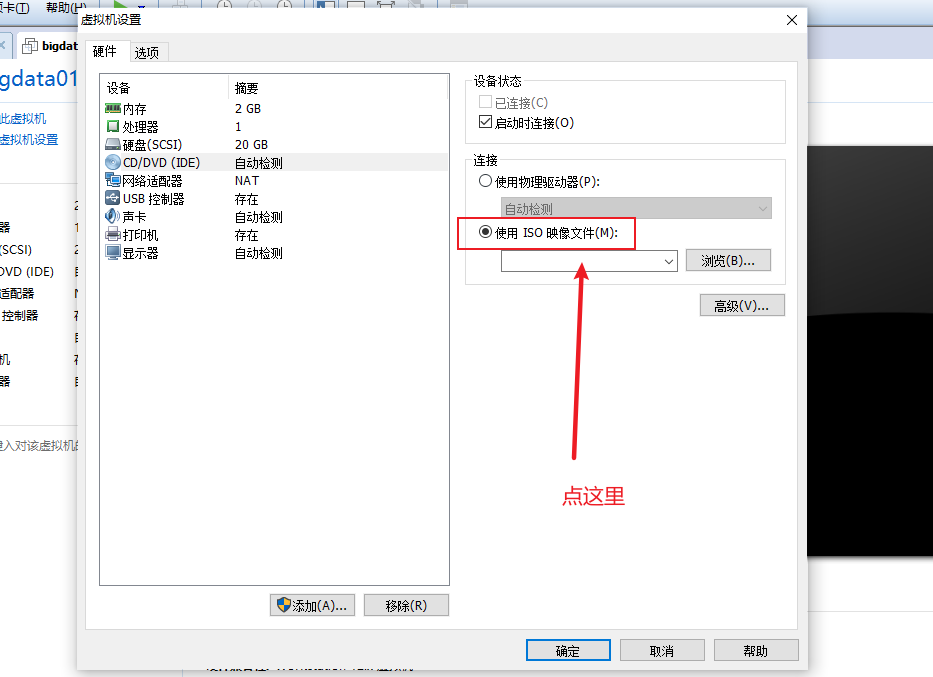 项卡(T) 帮助(H)
虚拟机设置
bigdat
硬件 选项
gdata01
此虚拟机
虚拟机设置
器
(SCSI)
DVD (IDE)
适配器
控制器
机
器
键入对该虚拟机的
设备 摘要
内存 2 GB
处理器 1
硬盘(SCSI) 20 GB
CD/DVD (IDE) 自动检测
网络适配器 NAT
USB 控制器 存在
声卡 自动检测
打印机 存在
显示器 自动检测
添加(A)... 移除(R)
设备状态
已连接(C)
启动时连接(O)
连接
使用物理驱动器(P):
自动检测
使用 ISO 映像文件(M):
浏览(B)...
高级(V)...
点这里
确定 取消 帮助